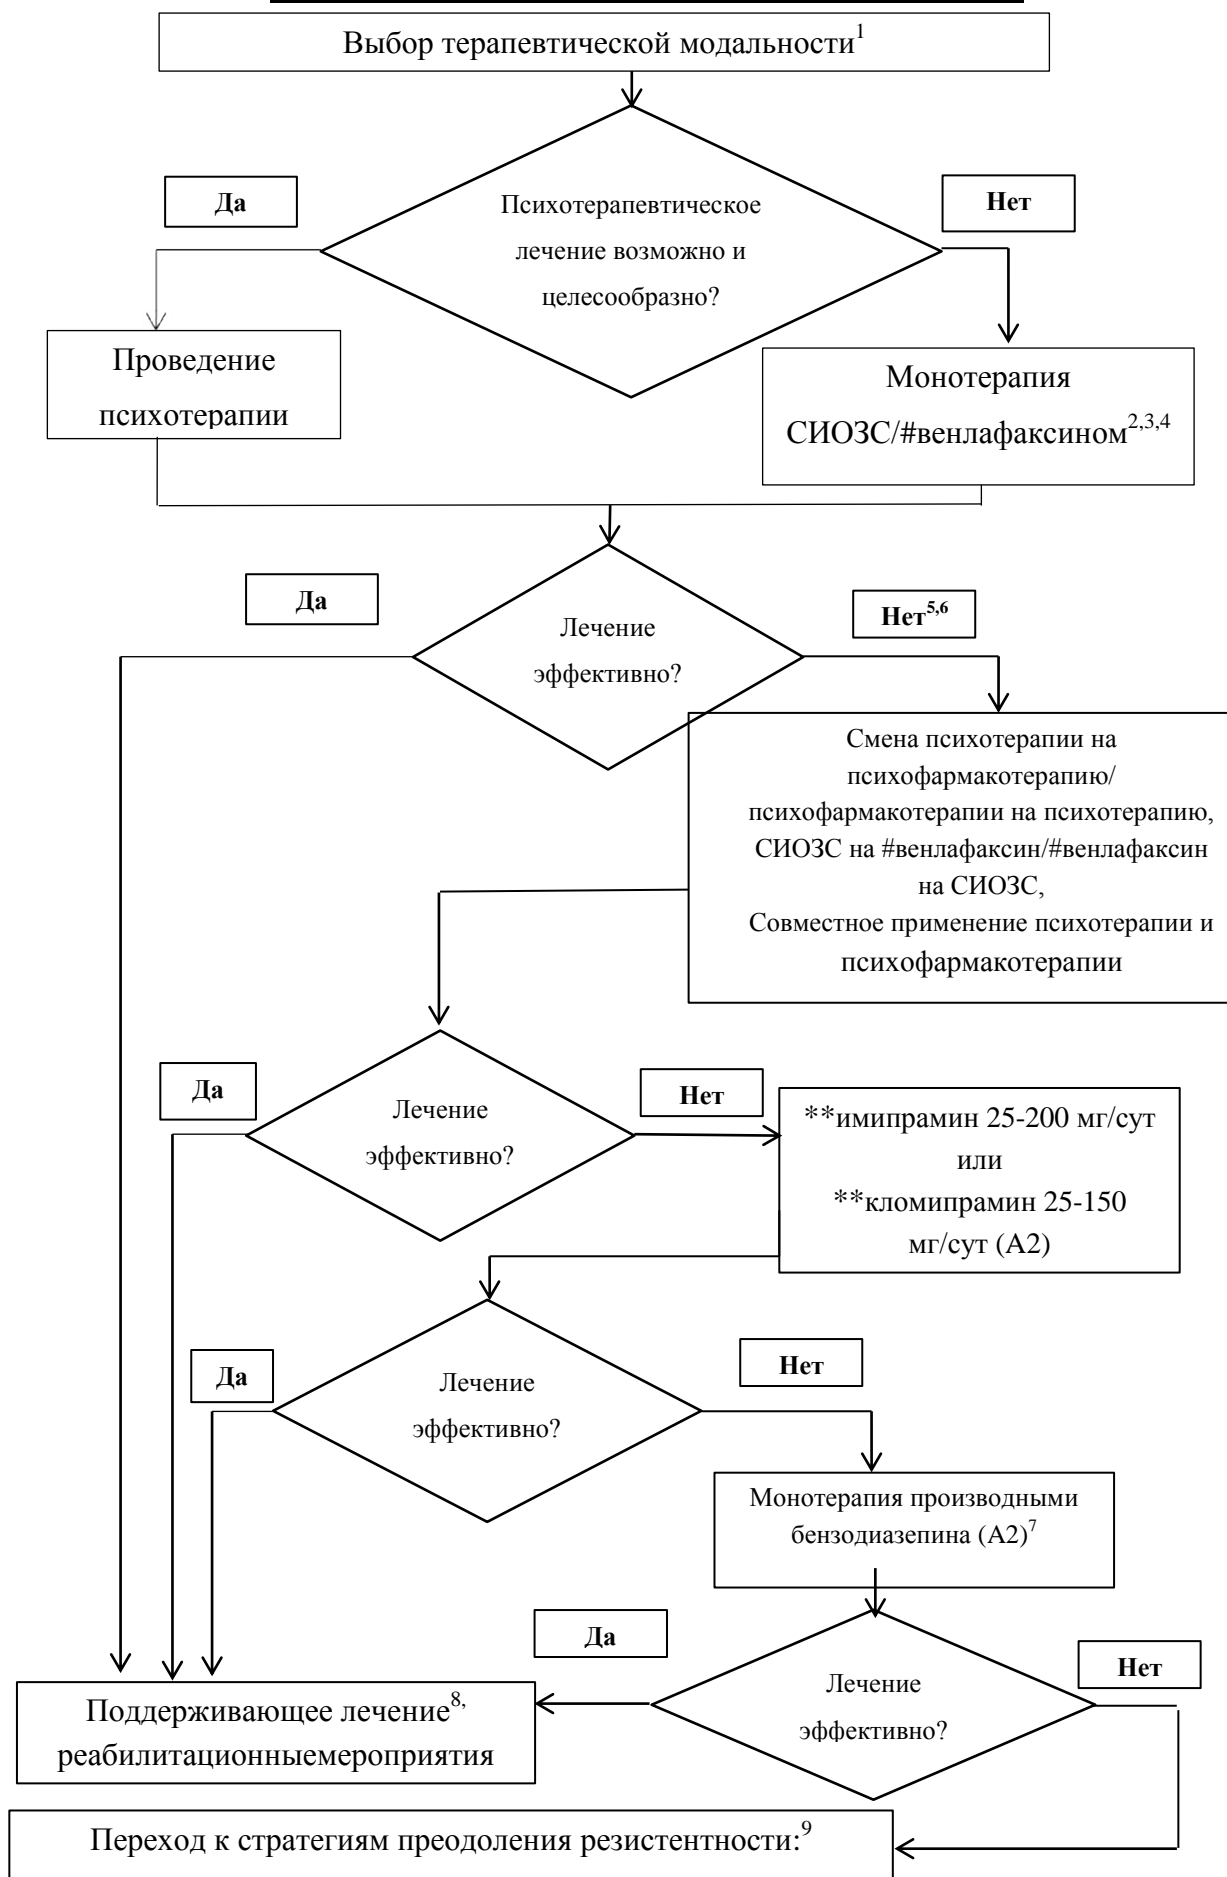 Выбор терапевтической модальности¹
Да
Нет
Психотерапевтическое
лечение возможно и
целесообразно?
Проведение
психотерапии
Монотерапия
СИОЗС/#венлафаксином²,³,⁴
Да
Нет⁵,⁶
Лечение
эффективно?
Смена психотерапии на
психофармакотерапию/
психофармакотерапии на психотерапию,
СИОЗС на #венлафаксин/#венлафаксин
на СИОЗС,
Совместное применение психотерапии и
психофармакотерапии
Да
Нет
Лечение
эффективно?
**имипрамин 25-200 мг/сут
или
**кломипрамин 25-150
мг/сут (A2)
Да
Нет
Лечение
эффективно?
Монотерапия производными
бензодиазепина (A2)⁷
Да
Нет
Лечение
эффективно?
Поддерживающее лечение⁸,
реабилитационныемероприятия
Переход к стратегиям преодоления резистентности:⁹